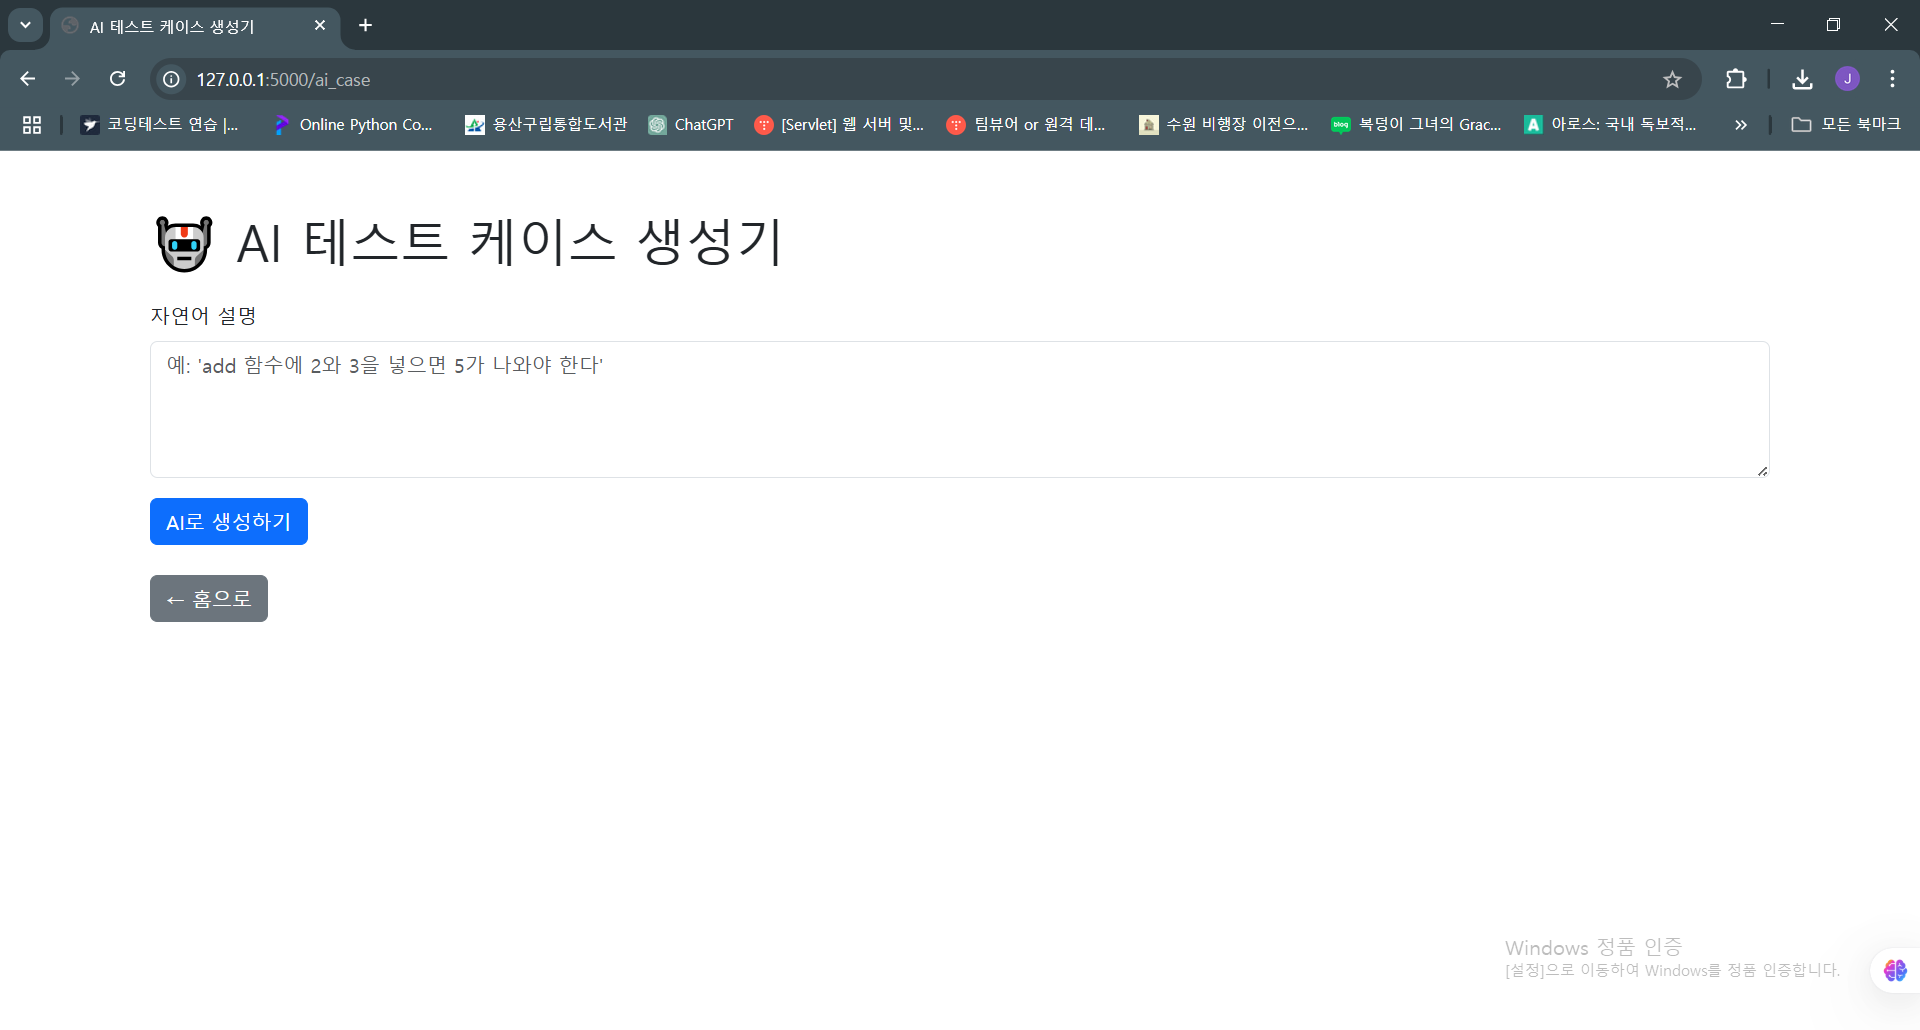 AI 테스트 케이스 생성기
127.0.0.1:5000/ai_case
J
코딩테스트 연습 |...
Online Python Co...
용산구립통합도서관
ChatGPT
[Servlet] 웹 서버 및...
팀뷰어 or 원격 데...
수원 비행장 이전으...
blog
복덩이 그녀의 Grac...
A
아로스: 국내 독보적...
모든 북마크
AI 테스트 케이스 생성기
자연어 설명
예: 'add 함수에 2와 3을 넣으면 5가 나와야 한다'
AI로 생성하기
← 홈으로
Windows 정품 인증
[설정]으로 이동하여 Windows를 정품 인증합니다.